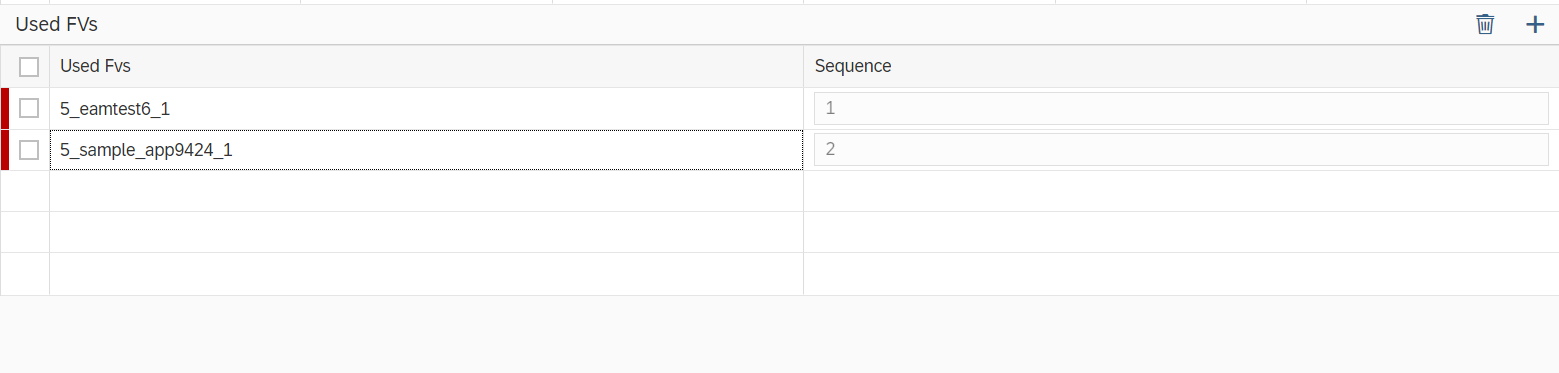 Used FVs
Used Fvs Sequence
5_eamtest6_1 1
5_sample_app9424_1 2